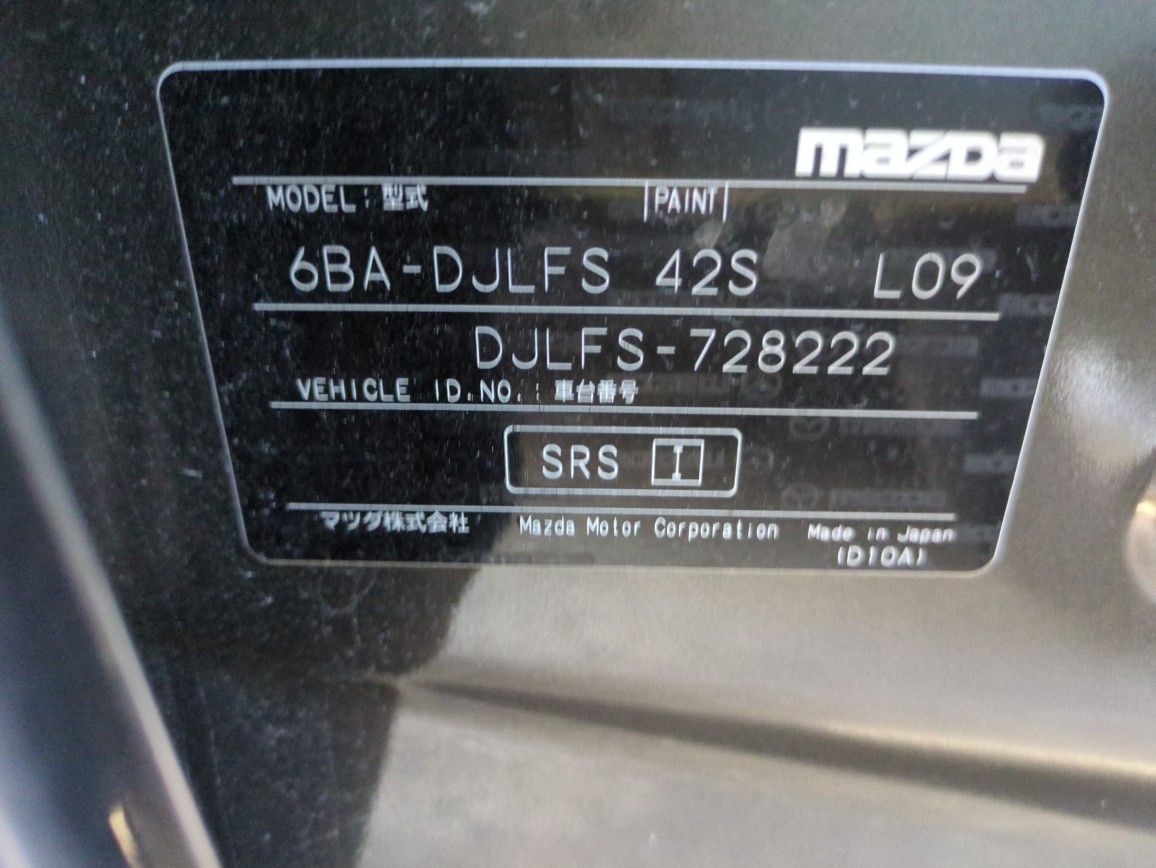 mazda
MODEL : 型式 PAINT
6BA-DJLFS 42S L09
DJLFS-728222
VEHICLE ID.NO. : 車台番号
SRS I
マツダ株式会社 Mazda Motor Corporation Made in Japan
(D10A)